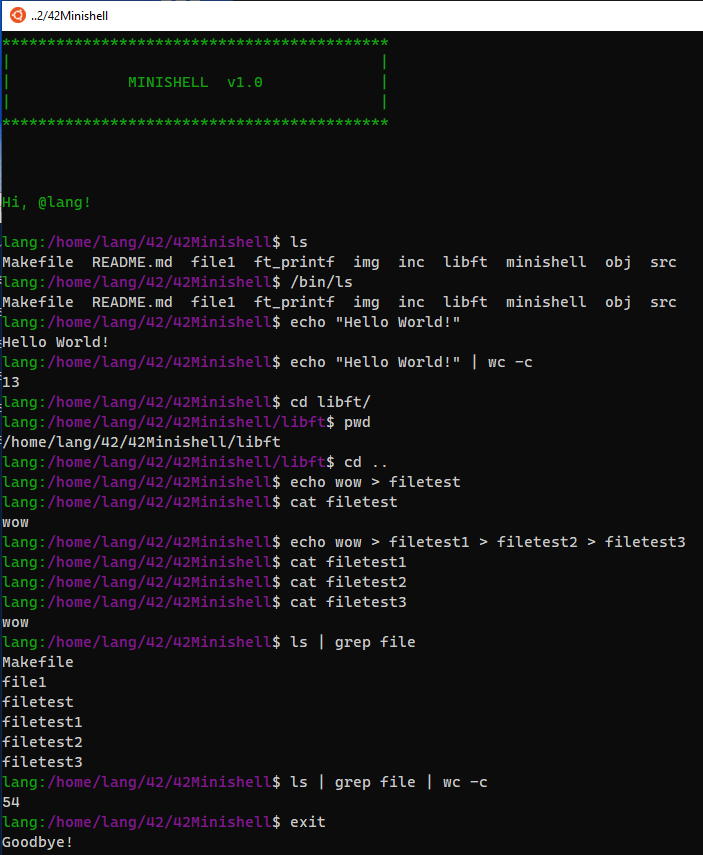 ..2/42Minishell
*******************************************
|                                         |
|             MINISHELL  v1.0             |
|                                         |
*******************************************
Hi, @lang!
lang:/home/lang/42/42Minishell$ ls
Makefile  README.md  file1  ft_printf  img  inc  libft  minishell  obj  src
lang:/home/lang/42/42Minishell$ /bin/ls
Makefile  README.md  file1  ft_printf  img  inc  libft  minishell  obj  src
lang:/home/lang/42/42Minishell$ echo "Hello World!"
Hello World!
lang:/home/lang/42/42Minishell$ echo "Hello World!" | wc -c
13
lang:/home/lang/42/42Minishell$ cd libft/
lang:/home/lang/42/42Minishell/libft$ pwd
/home/lang/42/42Minishell/libft
lang:/home/lang/42/42Minishell/libft$ cd ..
lang:/home/lang/42/42Minishell$ echo wow > filetest
lang:/home/lang/42/42Minishell$ cat filetest
wow
lang:/home/lang/42/42Minishell$ echo wow > filetest1 > filetest2 > filetest3
lang:/home/lang/42/42Minishell$ cat filetest1
lang:/home/lang/42/42Minishell$ cat filetest2
lang:/home/lang/42/42Minishell$ cat filetest3
wow
lang:/home/lang/42/42Minishell$ ls | grep file
Makefile
file1
filetest
filetest1
filetest2
filetest3
lang:/home/lang/42/42Minishell$ ls | grep file | wc -c
54
lang:/home/lang/42/42Minishell$ exit
Goodbye!